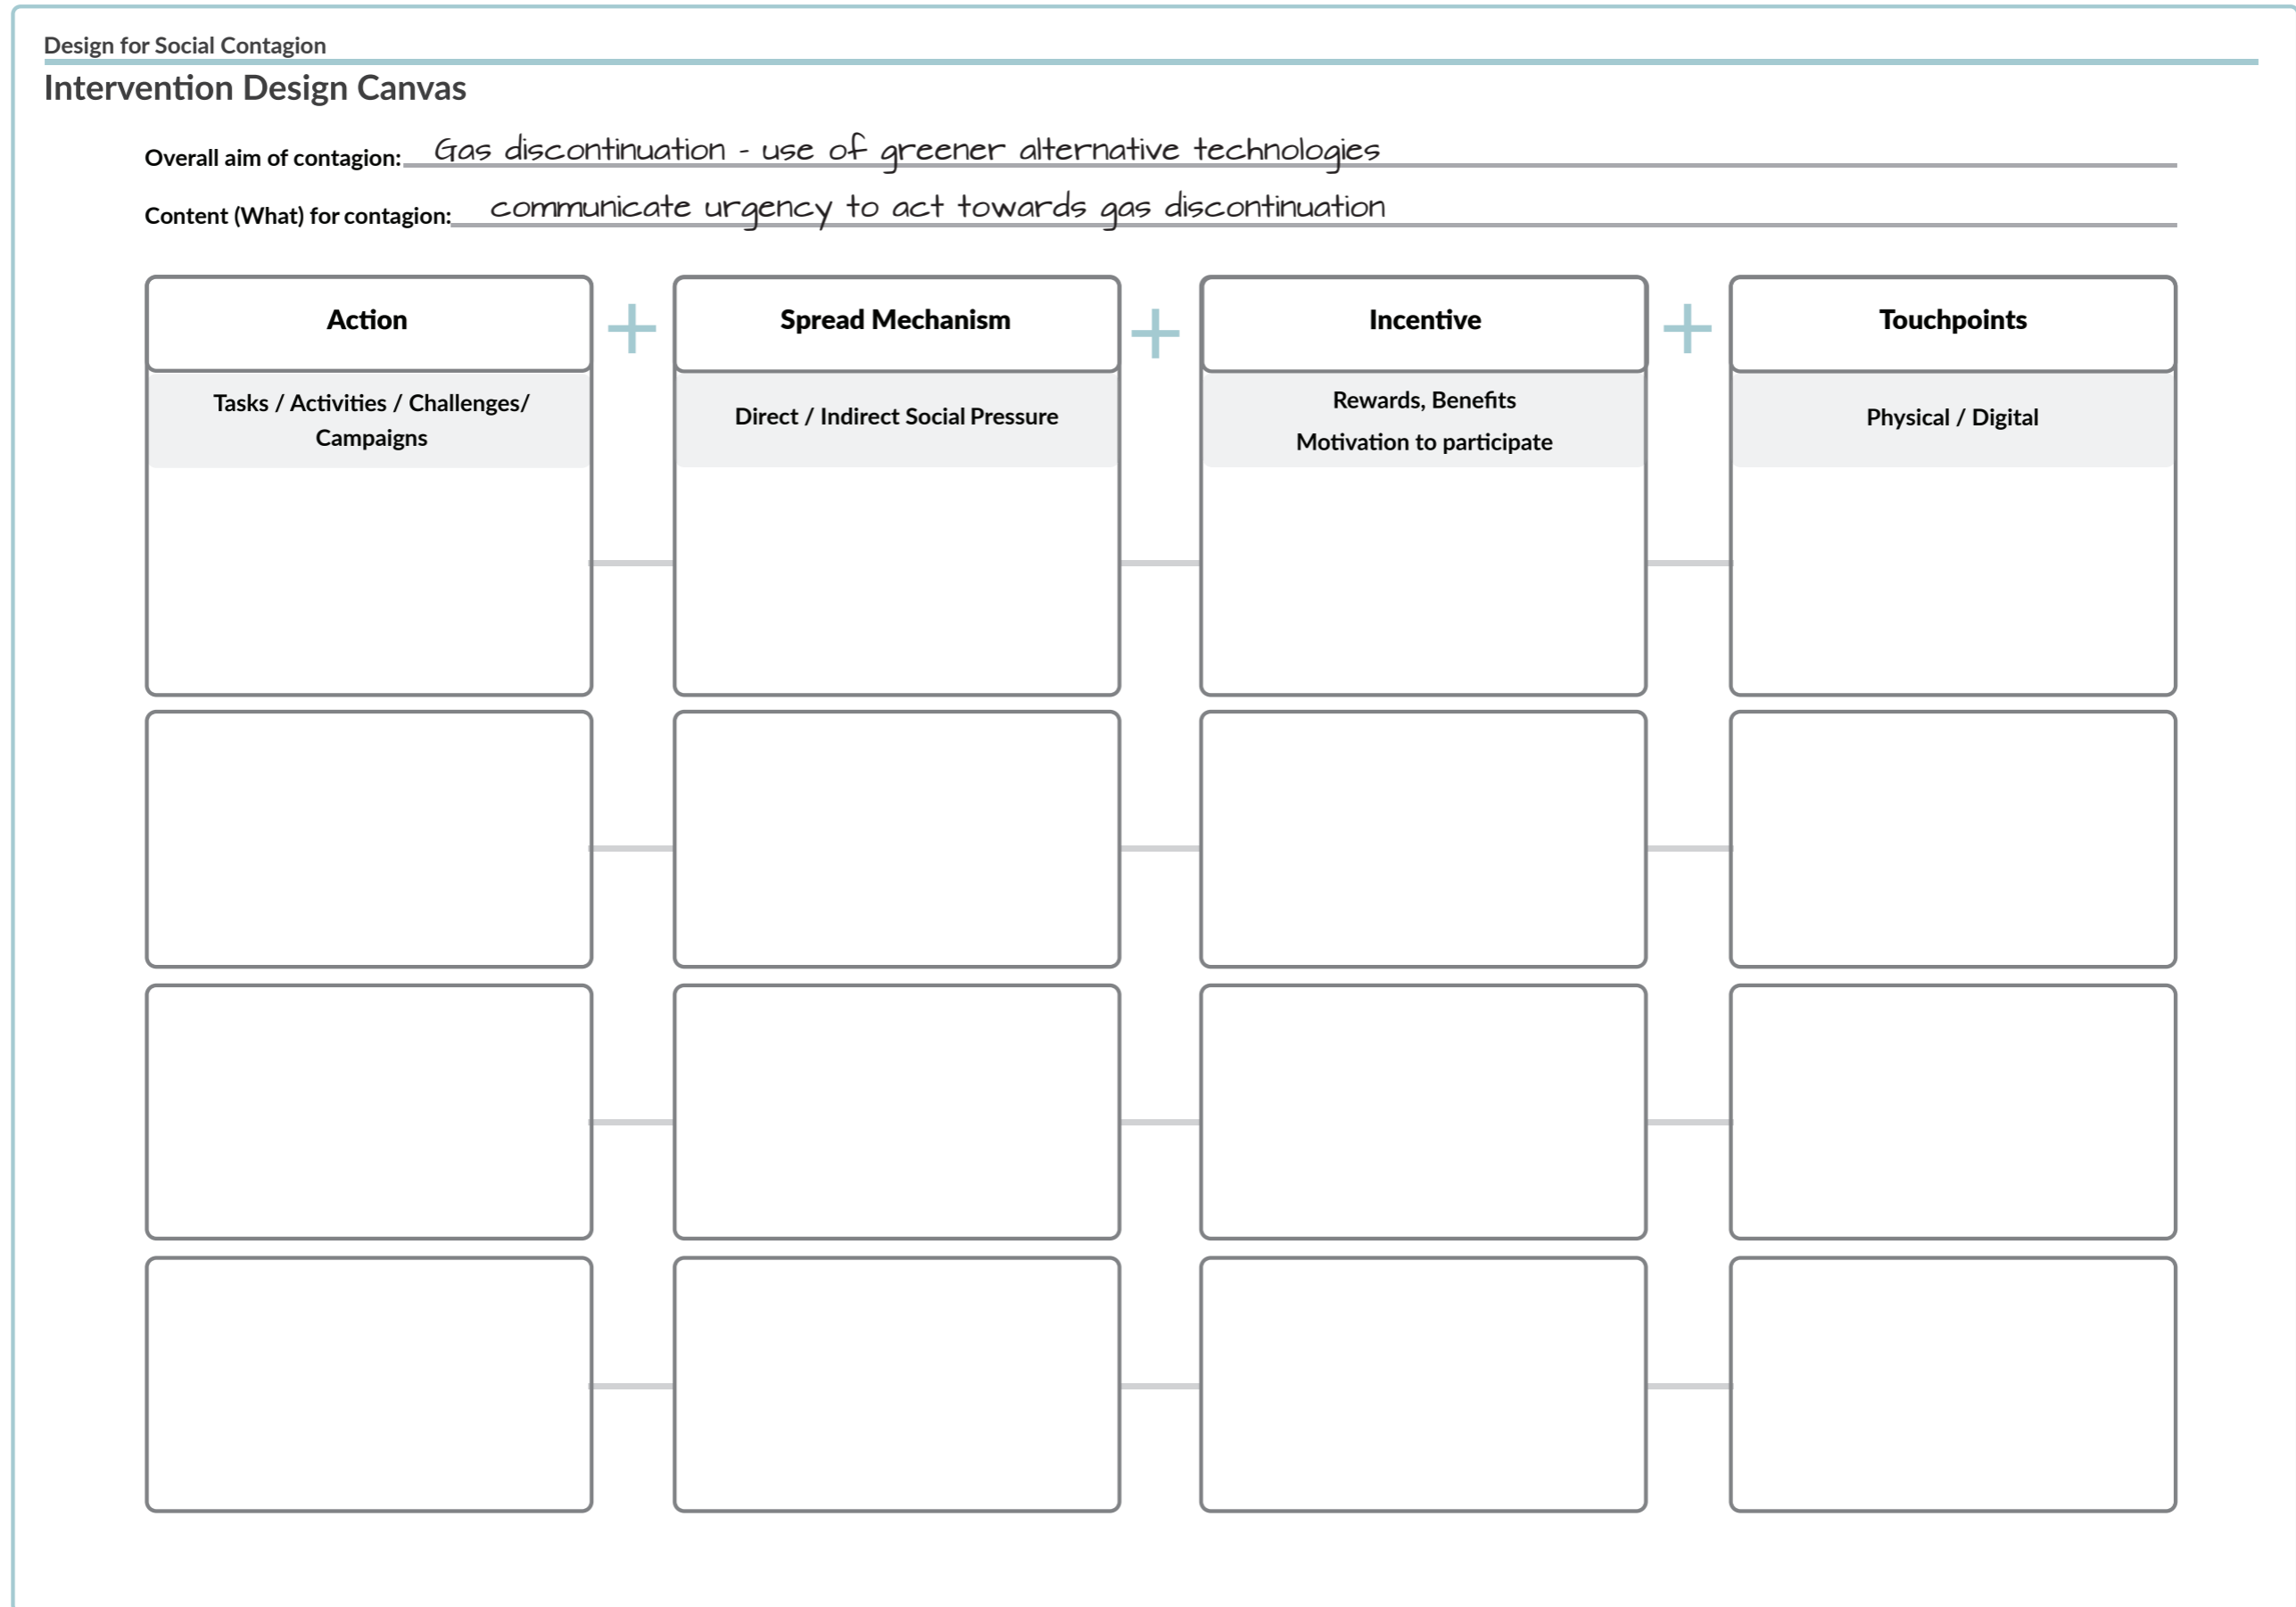 Design for Social Contagion
Intervention Design Canvas
Overall aim of contagion: Gas discontinuation - use of greener alternative technologies
Content (What) for contagion: communicate urgency to act towards gas discontinuation
Action
Spread Mechanism
Incentive
Touchpoints
Tasks / Activities / Challenges/
Campaigns
Direct / Indirect Social Pressure
Rewards, Benefits
Motivation to participate
Physical / Digital